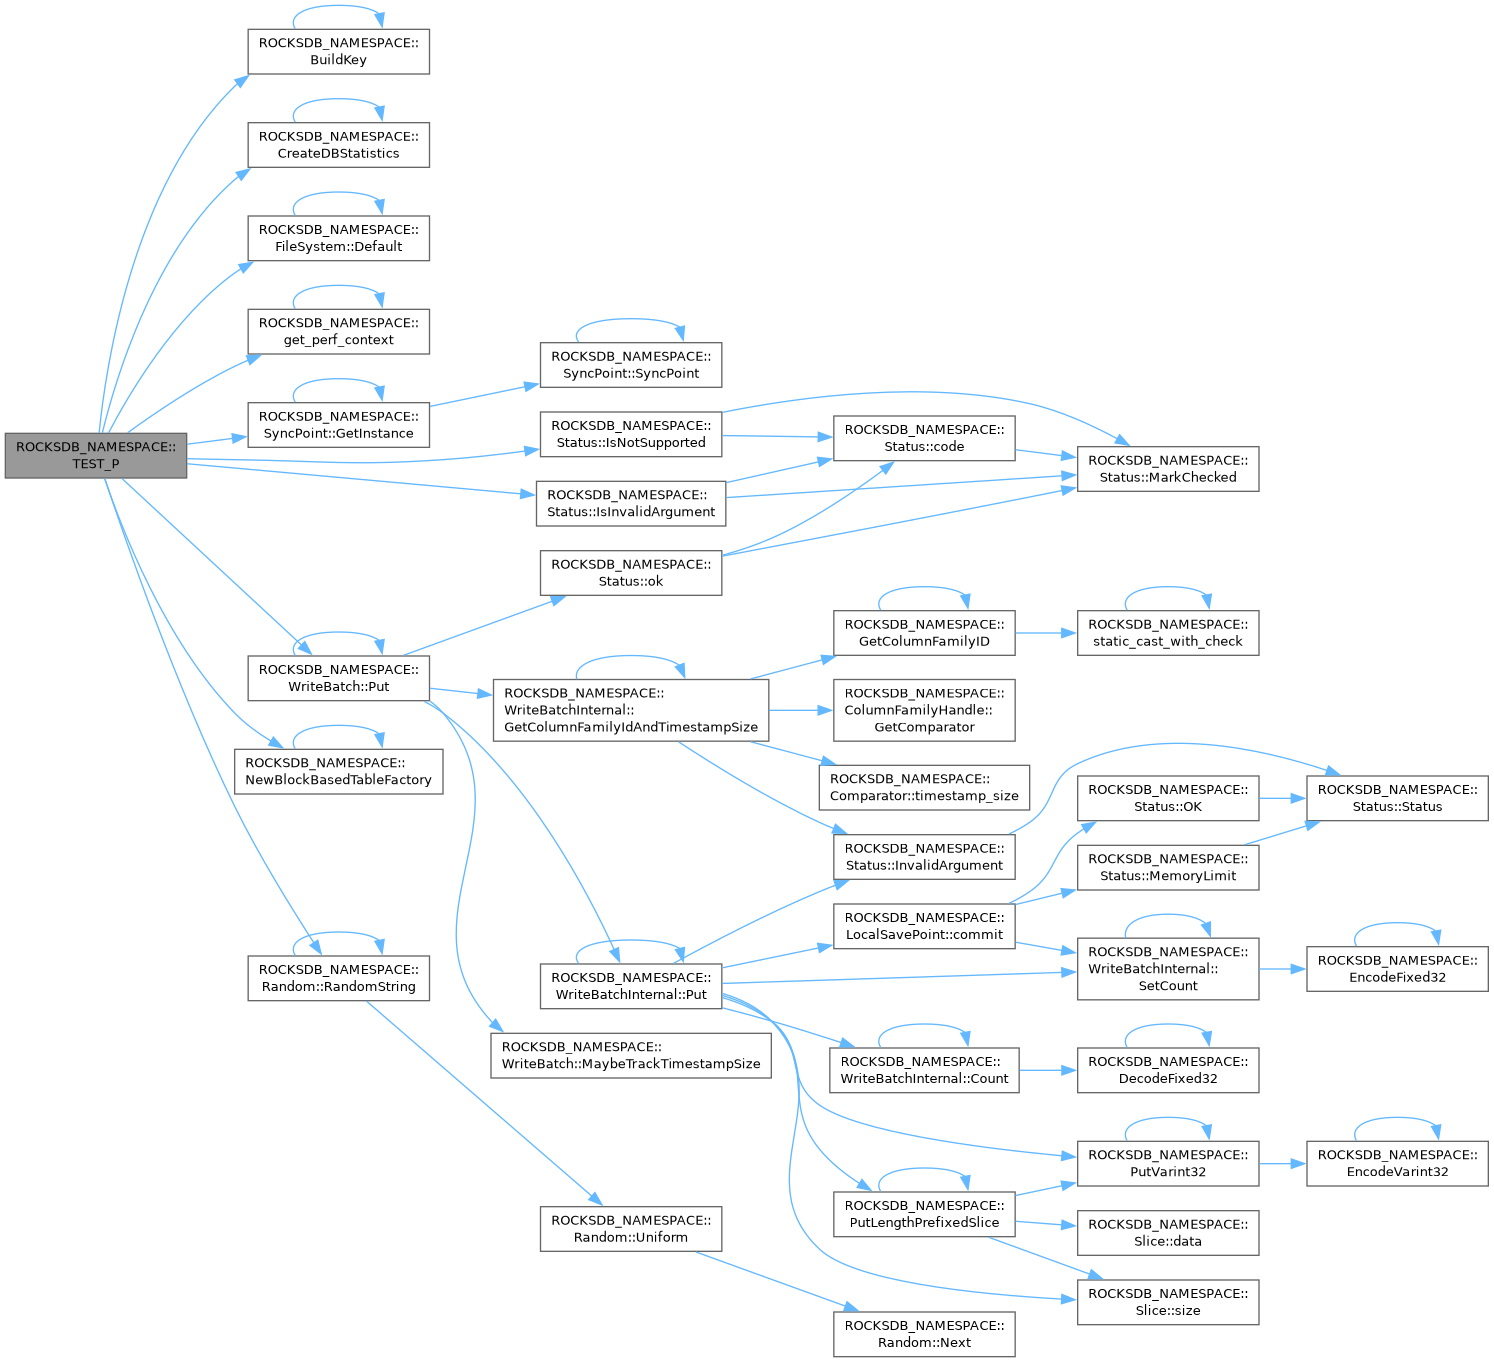 ROCKSDB_NAMESPACE::
TEST_P
ROCKSDB_NAMESPACE::
BuildKey
ROCKSDB_NAMESPACE::
CreateDBStatistics
ROCKSDB_NAMESPACE::
FileSystem::Default
ROCKSDB_NAMESPACE::
get_perf_context
ROCKSDB_NAMESPACE::
SyncPoint::GetInstance
ROCKSDB_NAMESPACE::
SyncPoint::SyncPoint
ROCKSDB_NAMESPACE::
Status::IsNotSupported
ROCKSDB_NAMESPACE::
Status::code
ROCKSDB_NAMESPACE::
Status::MarkChecked
ROCKSDB_NAMESPACE::
Status::IsInvalidArgument
ROCKSDB_NAMESPACE::
Status::ok
ROCKSDB_NAMESPACE::
WriteBatch::Put
ROCKSDB_NAMESPACE::
WriteBatchInternal::
GetColumnFamilyIdAndTimestampSize
ROCKSDB_NAMESPACE::
GetColumnFamilyID
ROCKSDB_NAMESPACE::
static_cast_with_check
ROCKSDB_NAMESPACE::
ColumnFamilyHandle::
GetComparator
ROCKSDB_NAMESPACE::
Comparator::timestamp_size
ROCKSDB_NAMESPACE::
Status::InvalidArgument
ROCKSDB_NAMESPACE::
Status::OK
ROCKSDB_NAMESPACE::
Status::Status
ROCKSDB_NAMESPACE::
Status::MemoryLimit
ROCKSDB_NAMESPACE::
NewBlockBasedTableFactory
ROCKSDB_NAMESPACE::
LocalSavePoint::commit
ROCKSDB_NAMESPACE::
WriteBatchInternal::
SetCount
ROCKSDB_NAMESPACE::
EncodeFixed32
ROCKSDB_NAMESPACE::
Random::RandomString
ROCKSDB_NAMESPACE::
WriteBatchInternal::Put
ROCKSDB_NAMESPACE::
WriteBatch::MaybeTrackTimestampSize
ROCKSDB_NAMESPACE::
WriteBatchInternal::Count
ROCKSDB_NAMESPACE::
DecodeFixed32
ROCKSDB_NAMESPACE::
PutVarint32
ROCKSDB_NAMESPACE::
EncodeVarint32
ROCKSDB_NAMESPACE::
PutLengthPrefixedSlice
ROCKSDB_NAMESPACE::
Slice::data
ROCKSDB_NAMESPACE::
Slice::size
ROCKSDB_NAMESPACE::
Random::Uniform
ROCKSDB_NAMESPACE::
Random::Next